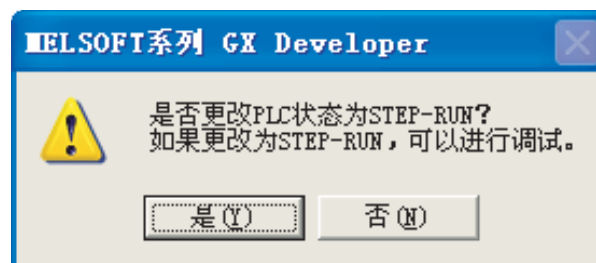 MELSOFT系列 GX Developer
是否更改PLC状态为STEP-RUN?
如果更改为STEP-RUN，可以进行调试。
是(Y) 否(N)